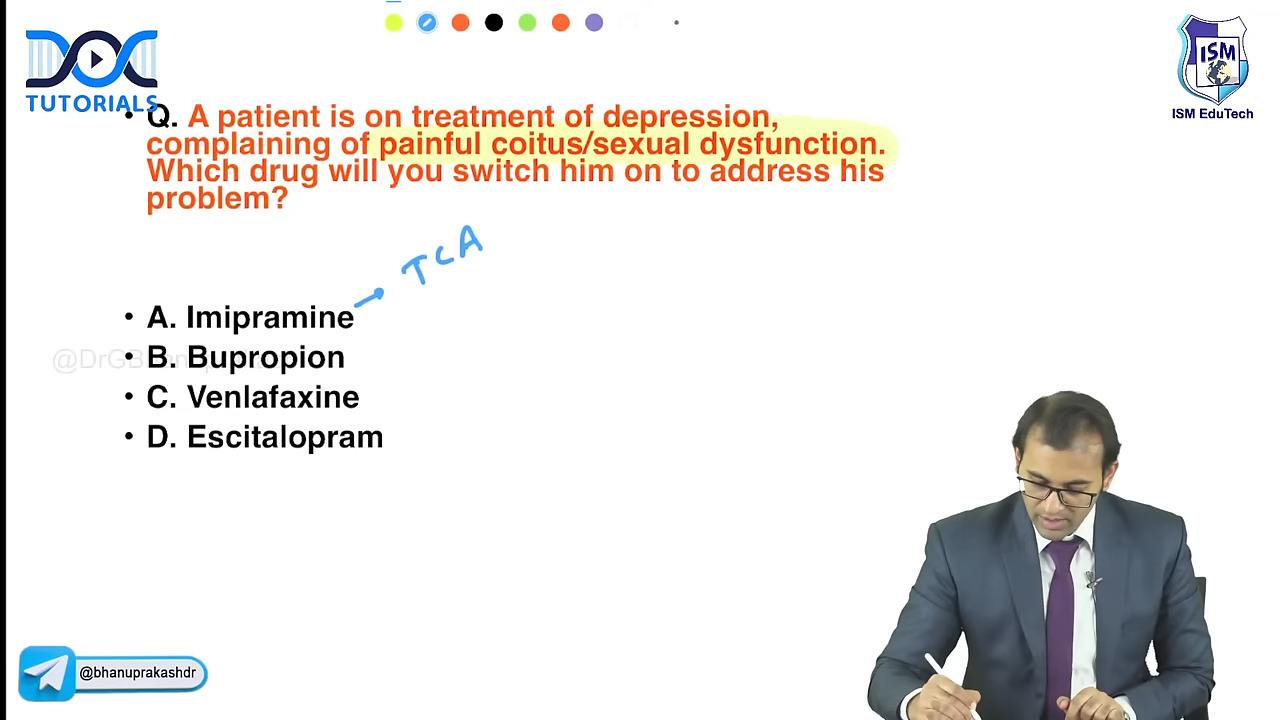 TUTORIALS
ISM
ISM EduTech
• Q. A patient is on treatment of depression,
complaining of painful coitus/sexual dysfunction.
Which drug will you switch him on to address his
problem?
→ TCA
• A. Imipramine
• B. Bupropion
• C. Venlafaxine
• D. Escitalopram
@bhanuprakashdr